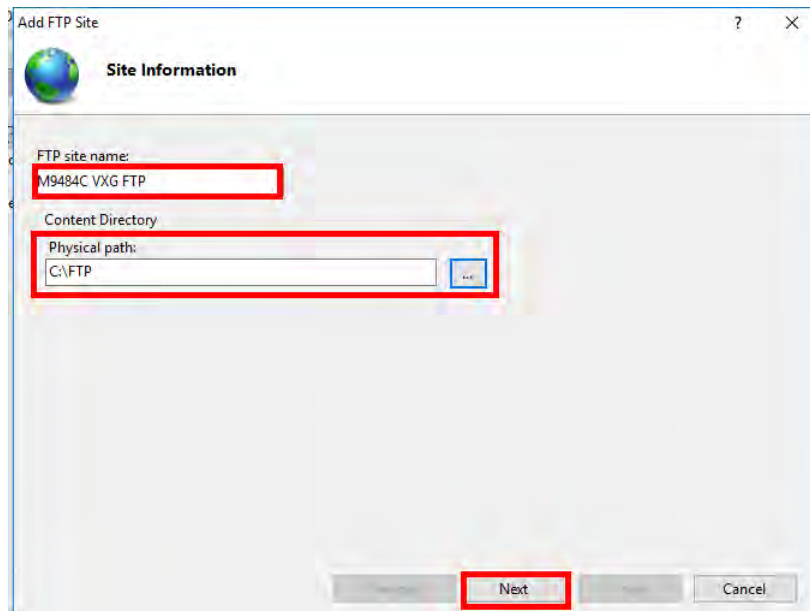 Add FTP Site
?
Site Information
FTP site name:
M9484C VXG FTP
Content Directory
Physical path:
C:\FTP
...
Next
Cancel